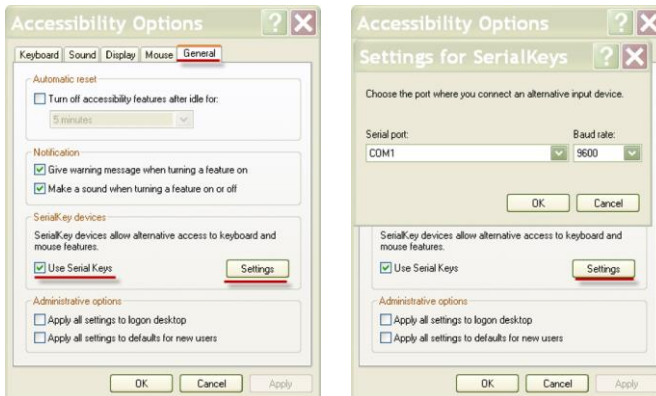 Accessibility Options
Keyboard Sound Display Mouse General
Automatic reset
Turn off accessibility features after idle for:
5 minutes
Notification
Give warning message when turning a feature on
Make a sound when turning a feature on or off
SerialKey devices
SerialKey devices allow alternative access to keyboard and
mouse features.
Use Serial Keys
Settings
Administrative options
Apply all settings to logon desktop
Apply all settings to defaults for new users
OK Cancel Apply
Accessibility Options
Settings for SerialKeys
Choose the port where you connect an alternative input device.
Serial port: Baud rate:
COM1 9600
OK Cancel
SerialKey devices allow alternative access to keyboard and
mouse features.
Use Serial Keys
Settings
Administrative options
Apply all settings to logon desktop
Apply all settings to defaults for new users
OK Cancel Apply